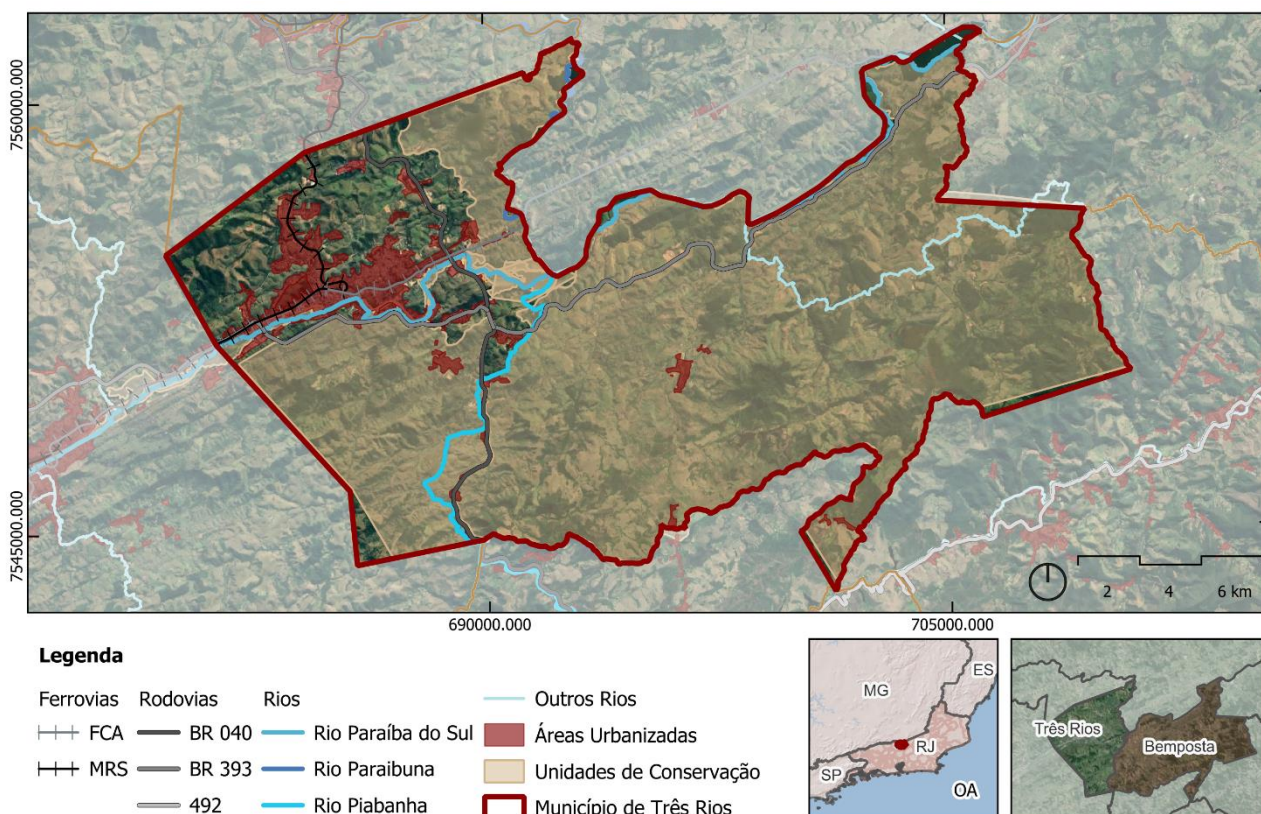 7560000.000
7545000.000
2 4 6 km
690000.000 705000.000
Legenda
Ferrovias Rodovias Rios
FCA BR 040 Rio Paraíba do Sul
MRS BR 393 Rio Paraibuna
492 Rio Piabanha
Outros Rios
Áreas Urbanizadas
Unidades de Conservação
Município de Três Rios
MG ES
RJ
SP
OA
Três Rios
Bemposta